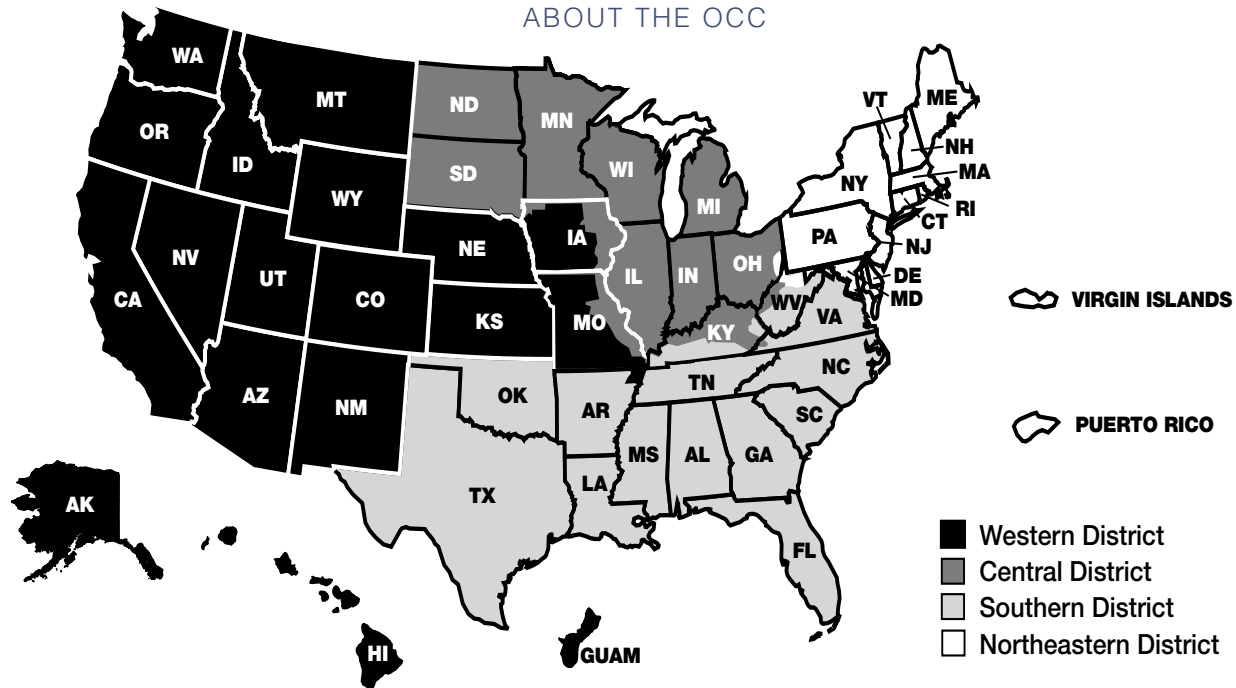 ABOUT THE OCC
WA
MT
ND
MN
VT
ME
OR
ID
SD
WI
NH
MA
WY
MI
NY
RI
CT
NV
NE
IA
PA
NJ
UT
CO
IL
IN
OH
DE
MD
CA
KS
MO
WV
VA
KY
VIRGIN ISLANDS
AZ
NM
OK
AR
TN
NC
SC
PUERTO RICO
MS
AL
GA
TX
LA
AK
FL
HI
GUAM
Western District
Central District
Southern District
Northeastern District